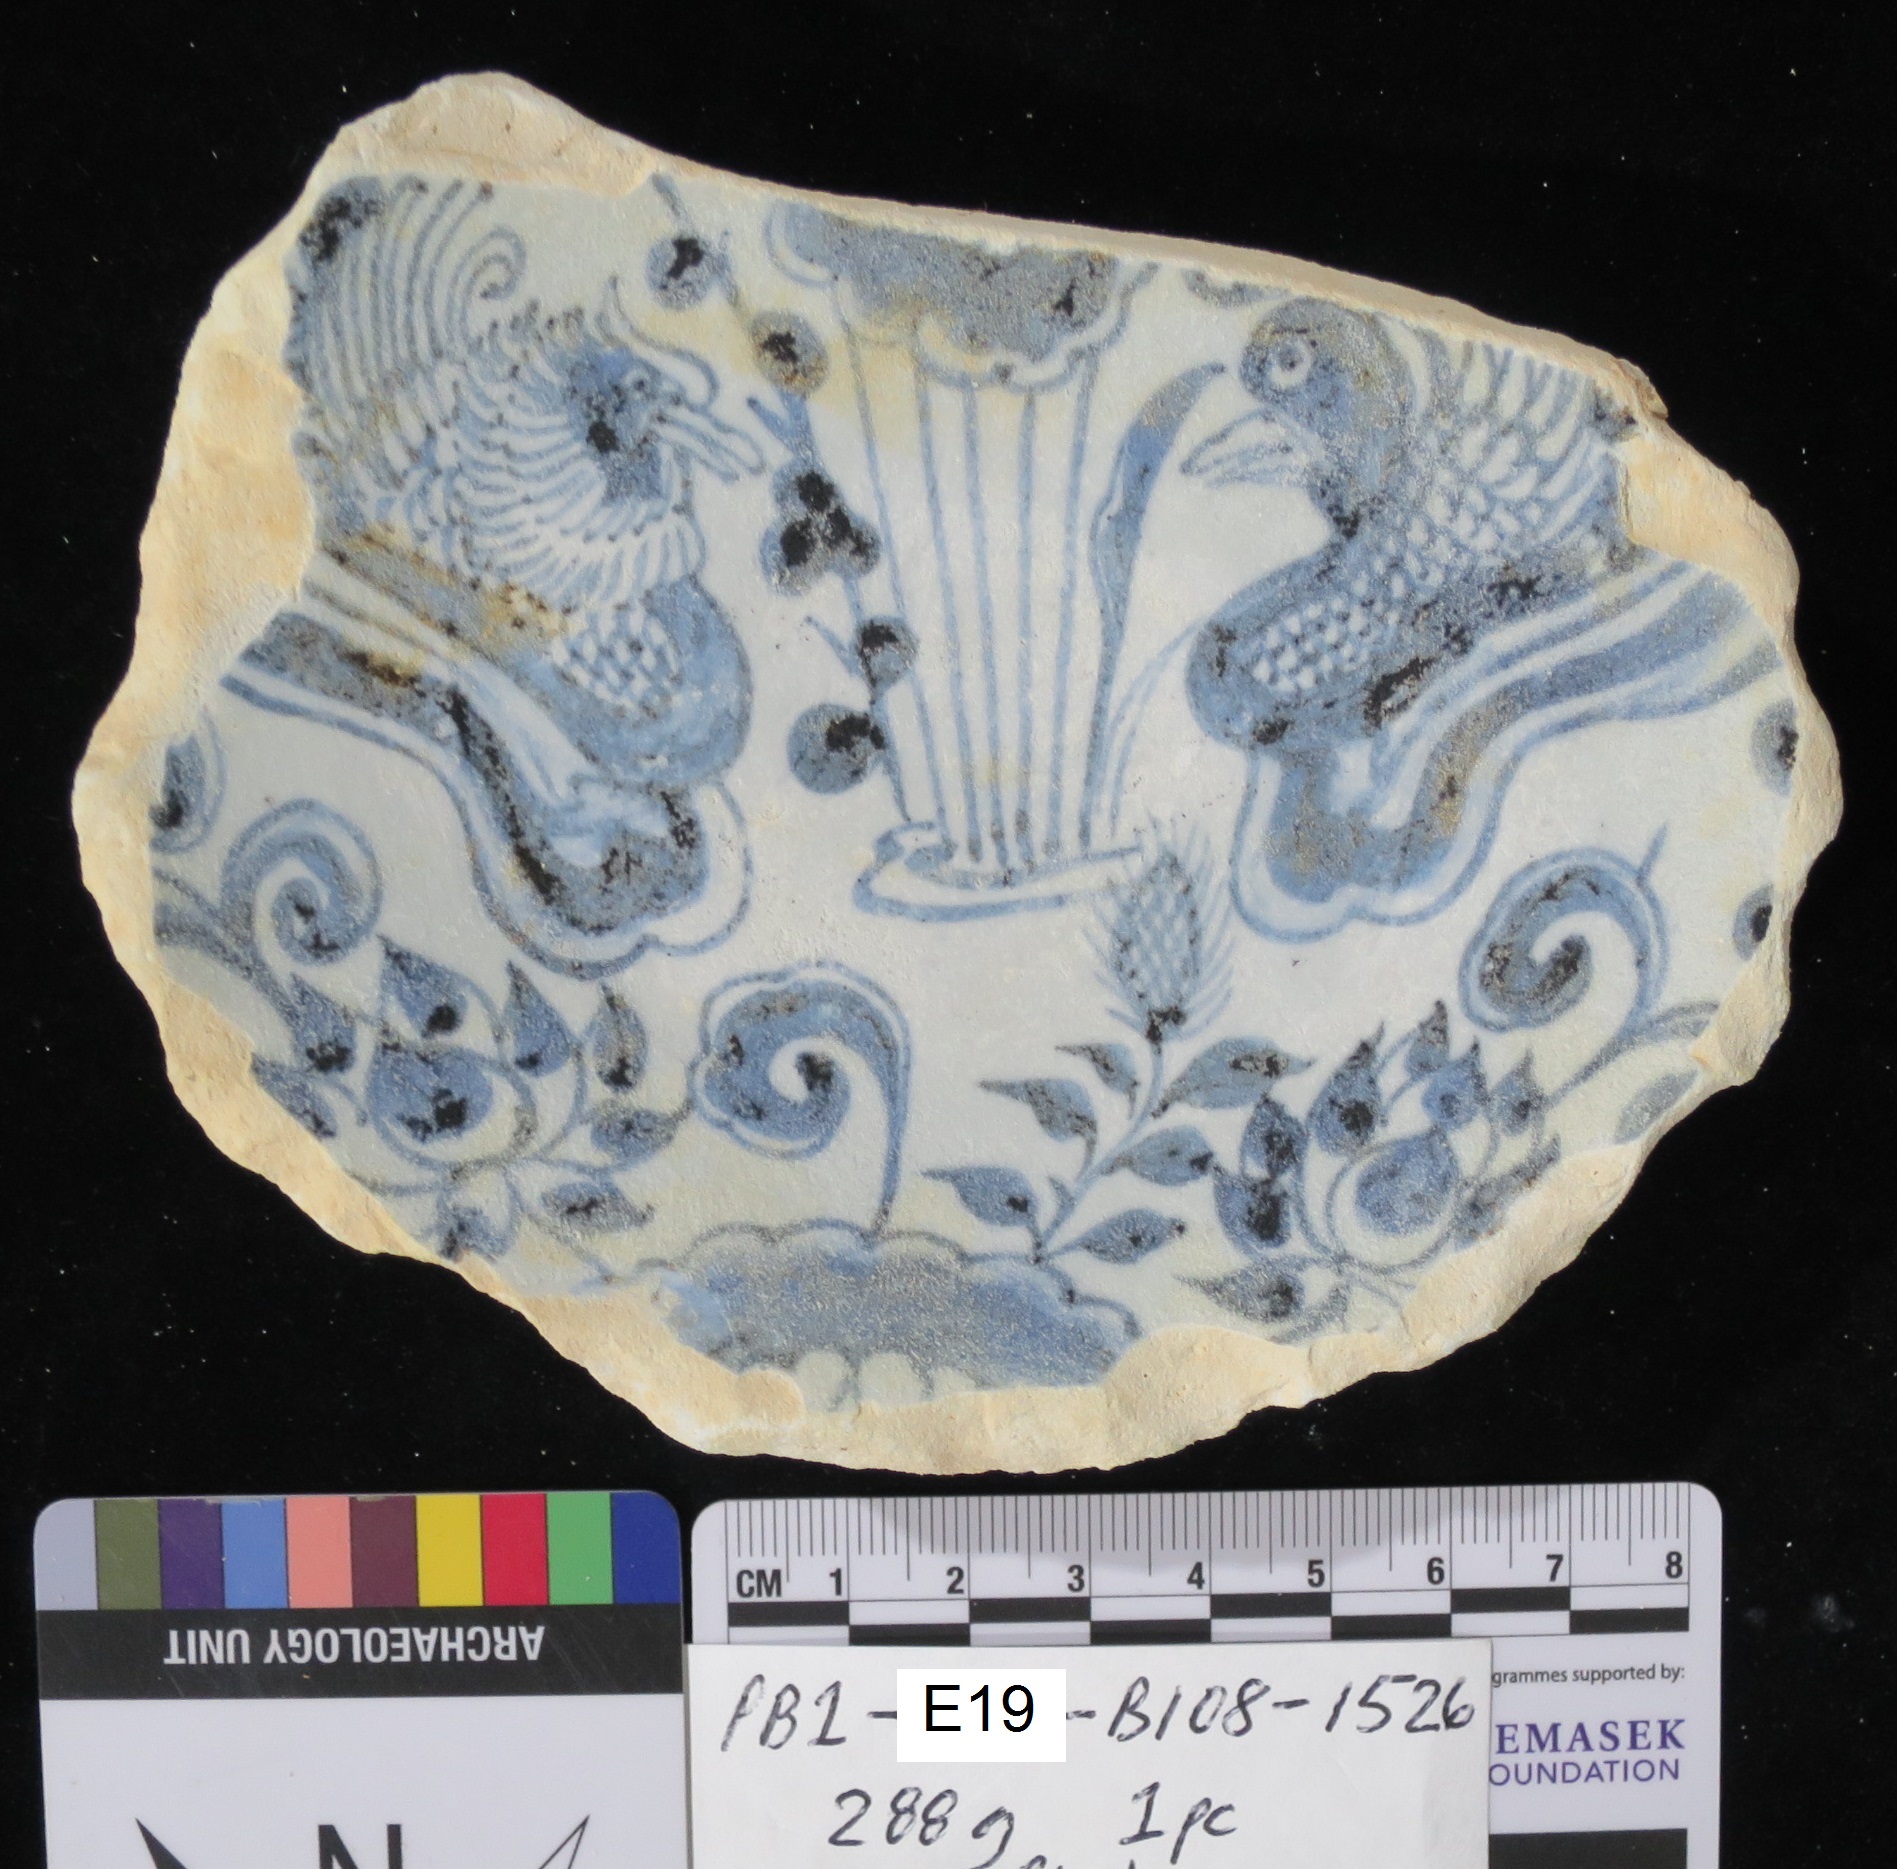 CM 1 2 3 4 5 6 7 8
ARCHAEOLOGY UNIT
grammes supported by:
EMASEK
OUNDATION
PB1-E19-B108-1526
288g 1pc
N